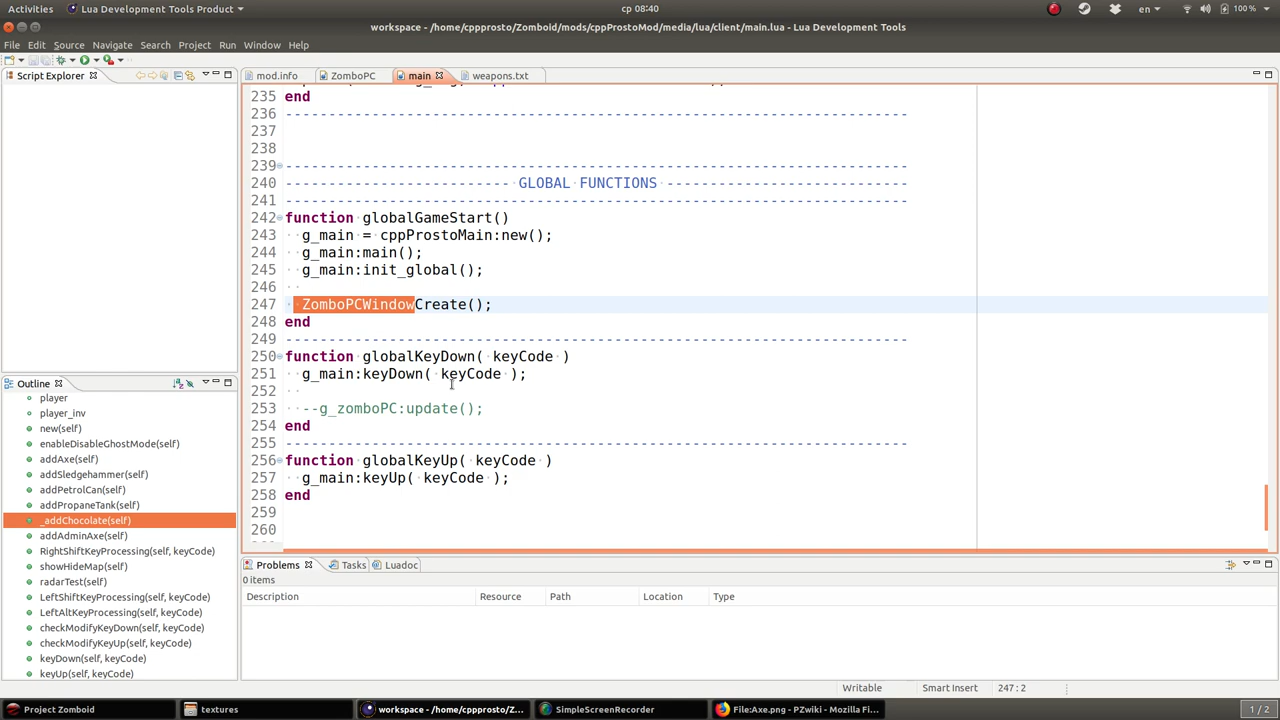 Activities Lua Development Tools Product ▾ ср 08:40 en 100 %
workspace - /home/cppprosto/Zomboid/mods/cppProstoMod/media/lua/client/main.lua - Lua Development Tools
File Edit Source Navigate Search Project Run Window Help
Script Explorer mod.info ZomboPC main weapons.txt
235 end
236 ------------------------------------------------------------------------
237
238
239 ------------------------------------------------------------------------
240 -------------------------- GLOBAL FUNCTIONS ----------------------------
241 ------------------------------------------------------------------------
242 function globalGameStart()
243 g_main = cppProstoMain:new();
244 g_main:main();
245 g_main:init_global();
246
247 ZomboPCWindowCreate();
248 end
249 ------------------------------------------------------------------------
250 function globalKeyDown( keyCode )
251 g_main:keyDown( keyCode );
252
253 --g_zomboPC:update();
254 end
255 ------------------------------------------------------------------------
256 function globalKeyUp( keyCode )
257 g_main:keyUp( keyCode );
258 end
259
260
Outline
player
player_inv
new(self)
enableDisableGhostMode(self)
addAxe(self)
addSledgehammer(self)
addPetrolCan(self)
addPropaneTank(self)
_addChocolate(self)
addAdminAxe(self)
RightShiftKeyProcessing(self, keyCode)
showHideMap(self)
radarTest(self)
LeftShiftKeyProcessing(self, keyCode)
LeftAltKeyProcessing(self, keyCode)
checkModifyKeyDown(self, keyCode)
checkModifyKeyUp(self, keyCode)
keyDown(self, keyCode)
keyUp(self, keyCode)
Problems Tasks Luadoc
0 items
Description Resource Path Location Type
Writable Smart Insert 247 : 2
Project Zomboid textures workspace - /home/cppprosto/Z... SimpleScreenRecorder File:Axe.png - PZwiki - Mozilla Fi... 1 / 2